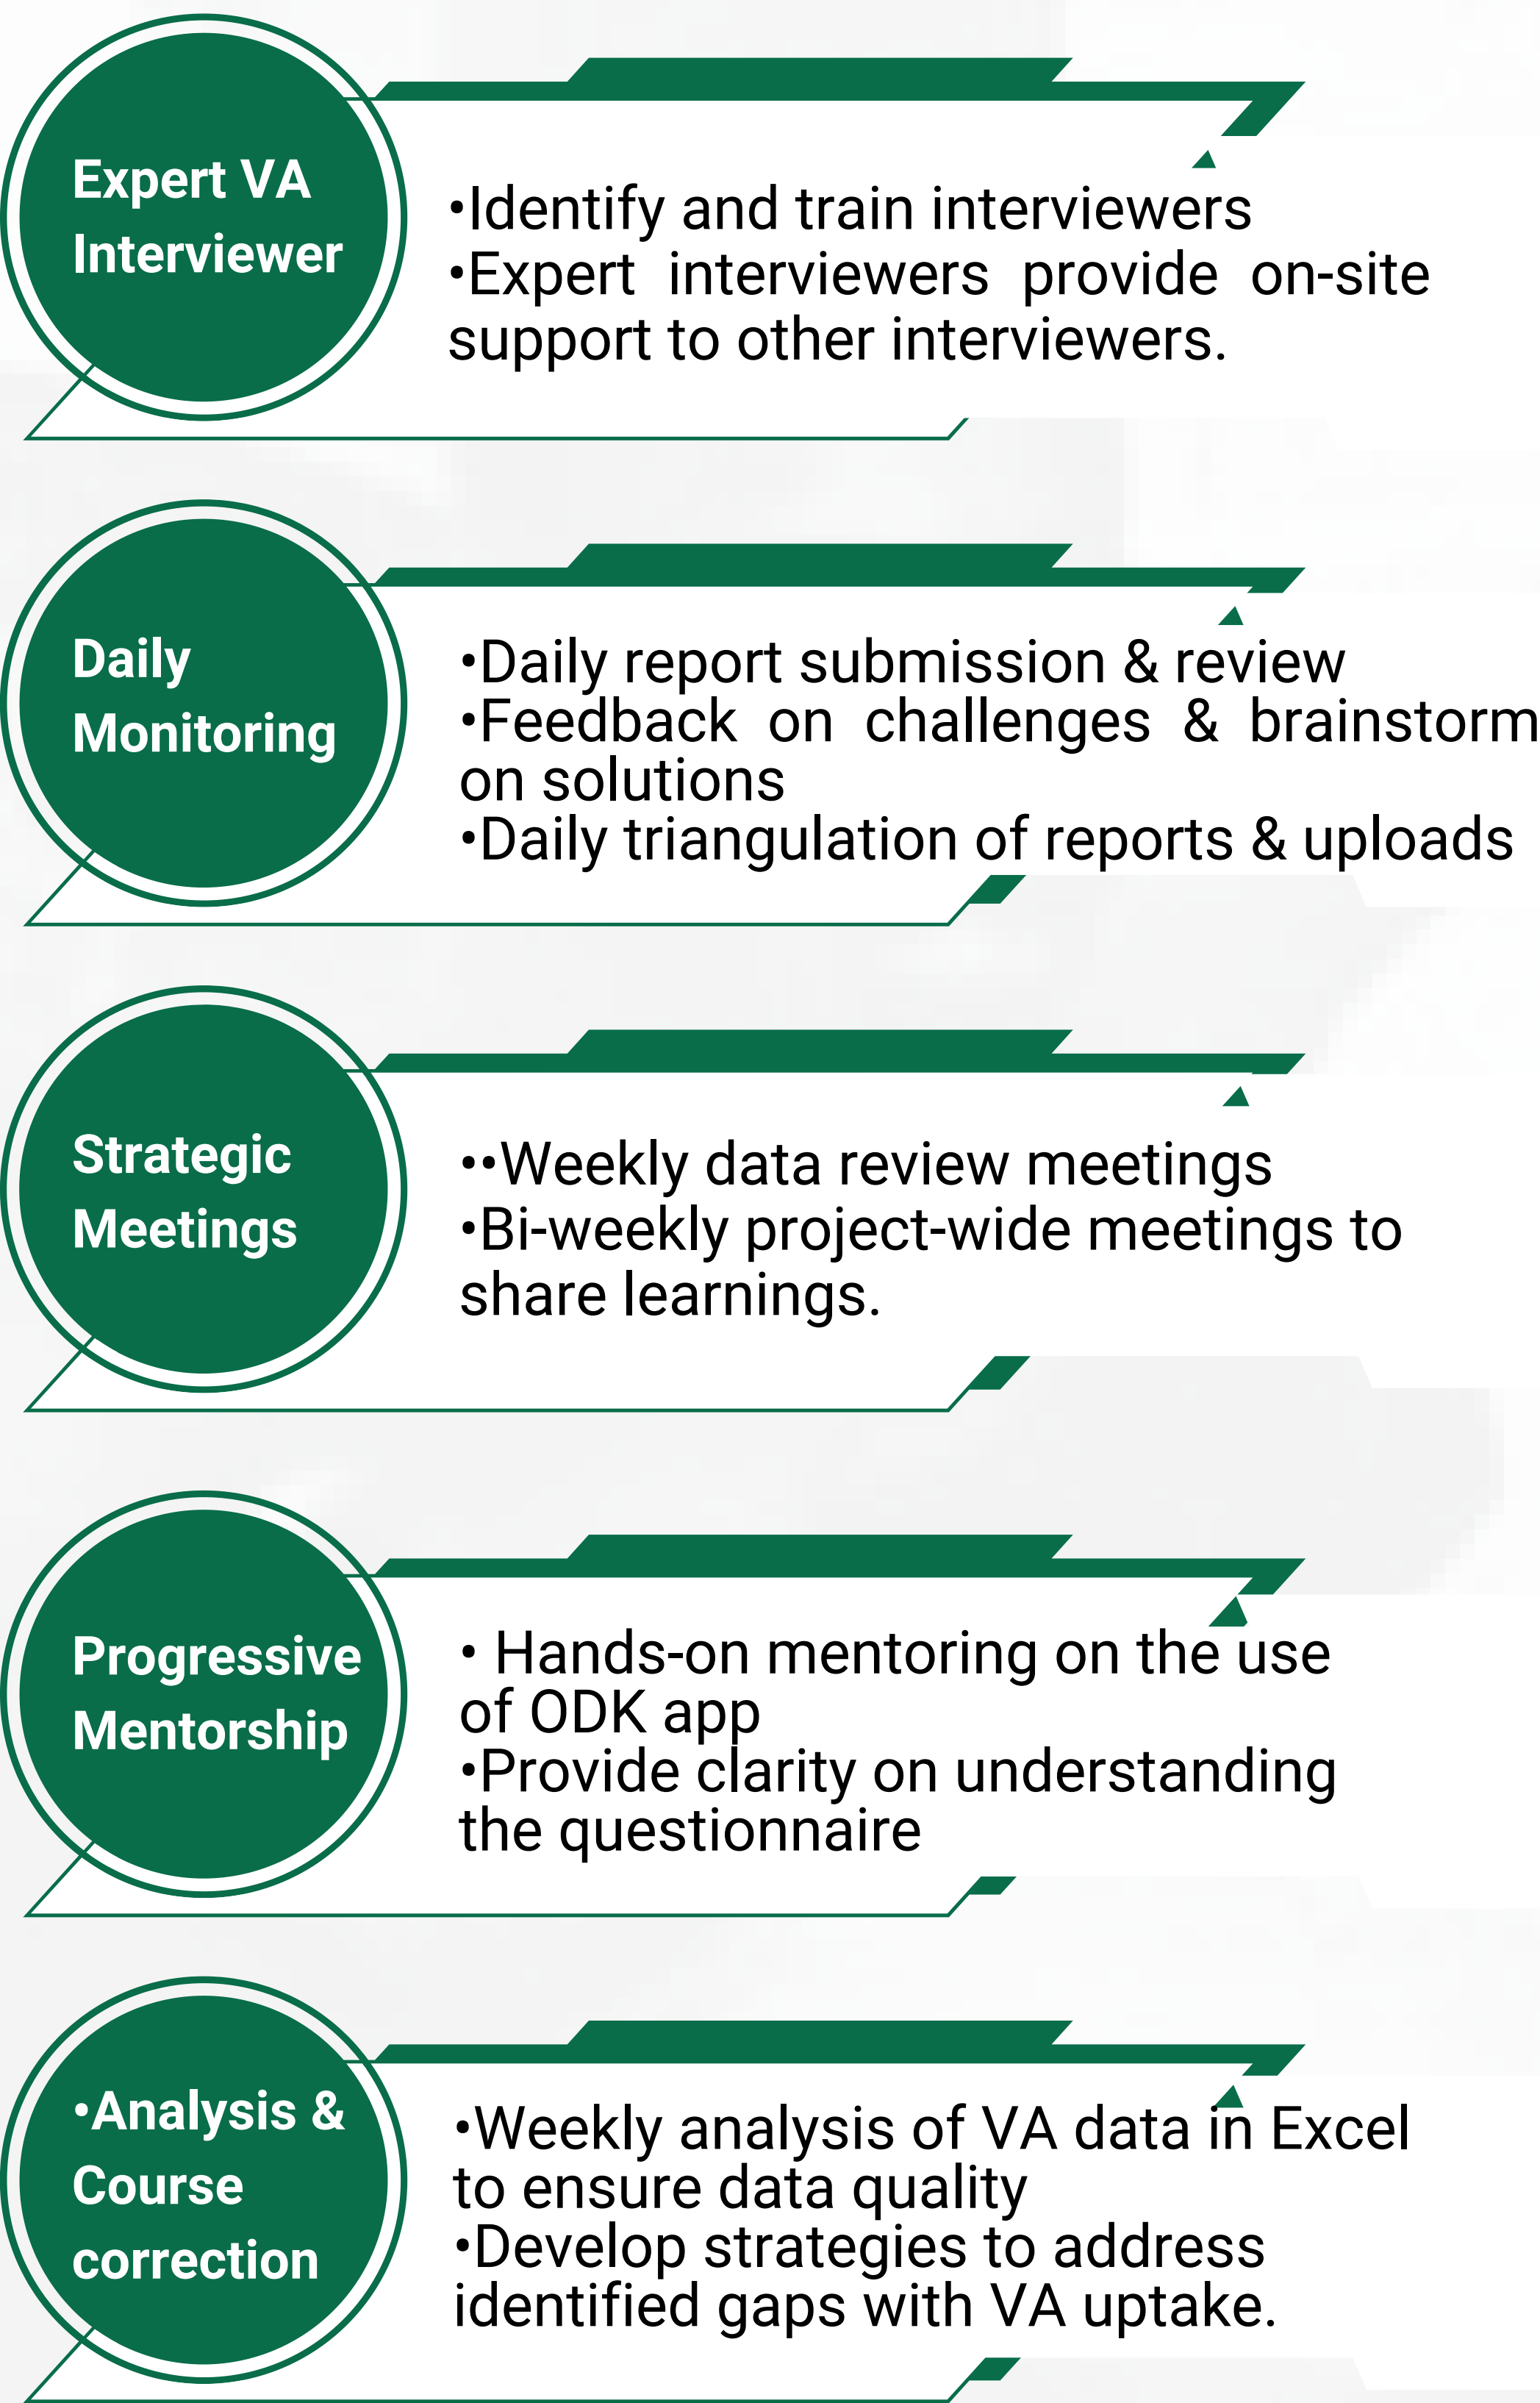 Expert VA
Interviewer
•Identify and train interviewers
•Expert interviewers provide on-site
support to other interviewers.
Daily
Monitoring
•Daily report submission & review
•Feedback on challenges & brainstorm
on solutions
•Daily triangulation of reports & uploads
Strategic
Meetings
••Weekly data review meetings
•Bi-weekly project-wide meetings to
share learnings.
Progressive
Mentorship
• Hands-on mentoring on the use
of ODK app
•Provide clarity on understanding
the questionnaire
•Analysis &
Course
correction
•Weekly analysis of VA data in Excel
to ensure data quality
•Develop strategies to address
identified gaps with VA uptake.